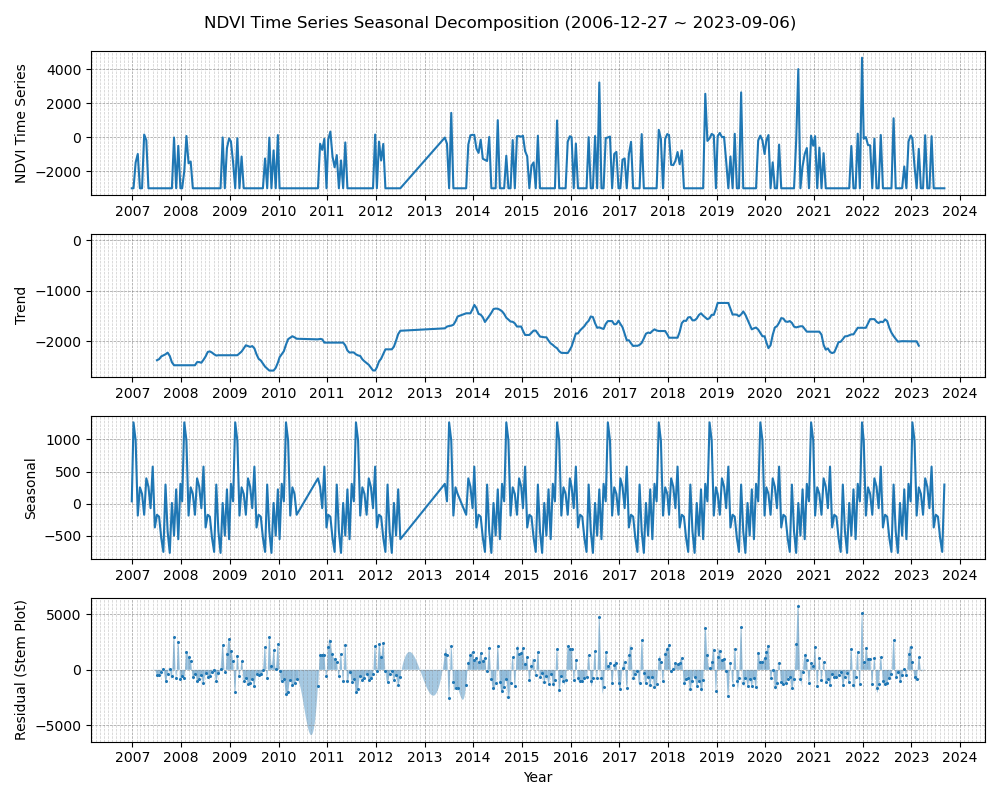 NDVI Time Series Seasonal Decomposition (2006-12-27 ~ 2023-09-06)
NDVI Time Series
4000
2000
0
−2000
2007 2008 2009 2010 2011 2012 2013 2014 2015 2016 2017 2018 2019 2020 2021 2022 2023 2024
Trend
0
−1000
−2000
2007 2008 2009 2010 2011 2012 2013 2014 2015 2016 2017 2018 2019 2020 2021 2022 2023 2024
Seasonal
1000
500
0
−500
2007 2008 2009 2010 2011 2012 2013 2014 2015 2016 2017 2018 2019 2020 2021 2022 2023 2024
Residual (Stem Plot)
5000
0
−5000
2007 2008 2009 2010 2011 2012 2013 2014 2015 2016 2017 2018 2019 2020 2021 2022 2023 2024
Year